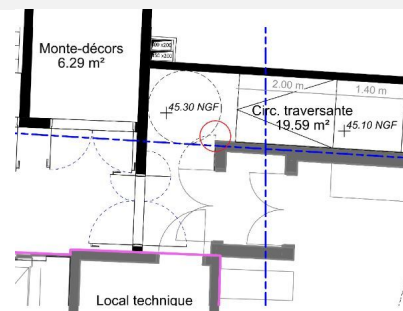 Monte-décors
6.29 m²
2.00 m
1.40 m
45.30 NGF
Circ. traversante
19.59 m²
45.10 NGF
Local technique